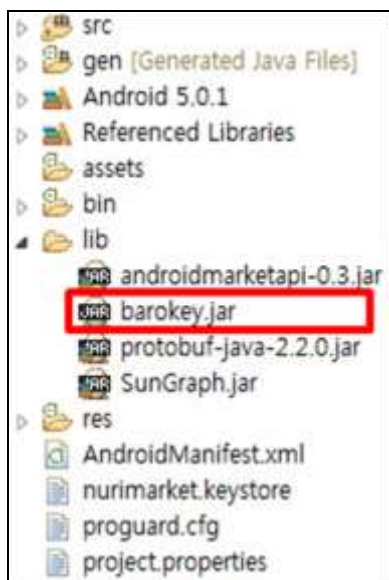 src
gen [Generated Java Files]
Android 5.0.1
Referenced Libraries
assets
bin
lib
androidmarketapi-0.3.jar
barokey.jar
protobuf-java-2.2.0.jar
SunGraph.jar
res
AndroidManifest.xml
nurimarket.keystore
proguard.cfg
project.properties